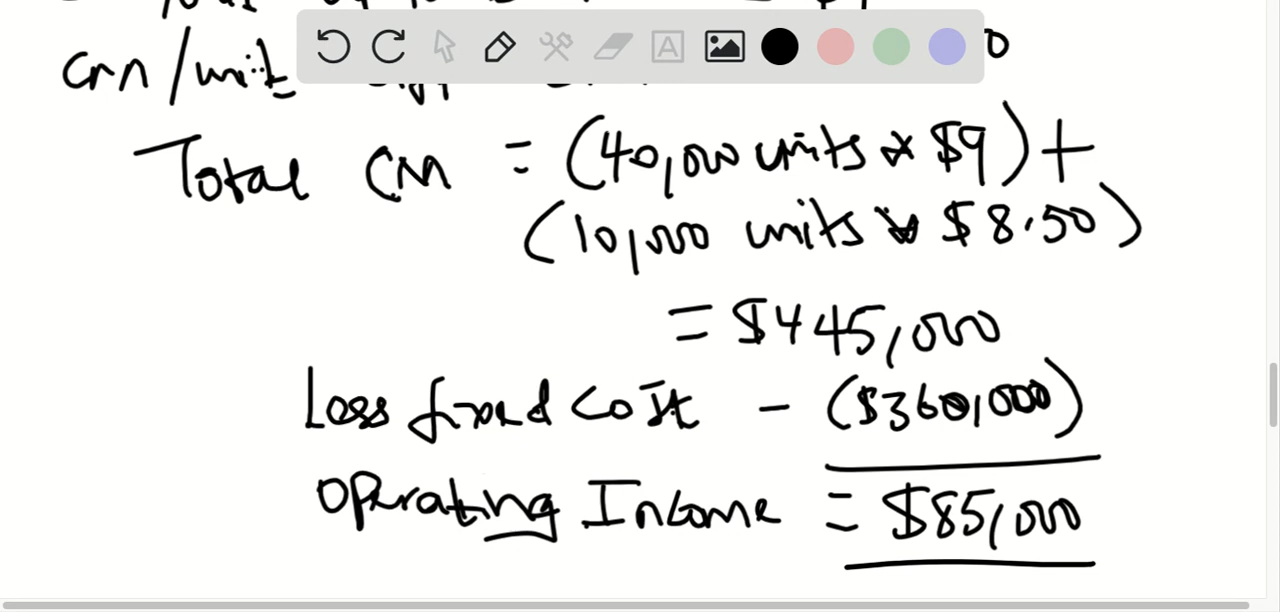 cm/unit
Total CM = (40,000 units * $9) +
(10,000 units * $8.50)
= $445,000
Less fixed cost - ($360,000)
Operating Income = $85,000